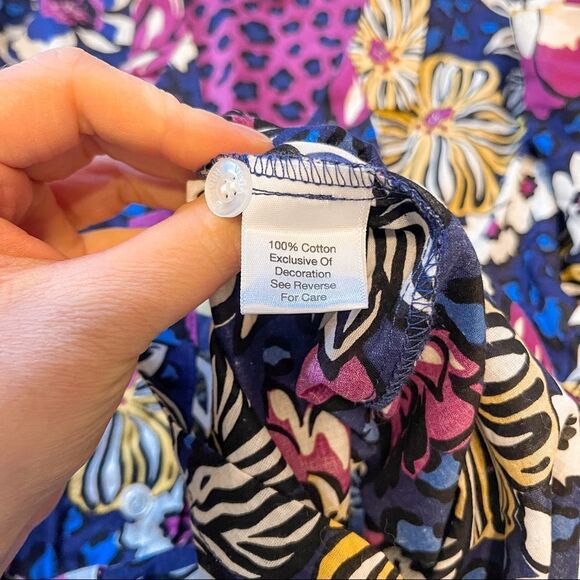 100% Cotton
Exclusive Of
Decoration
See Reverse
For Care